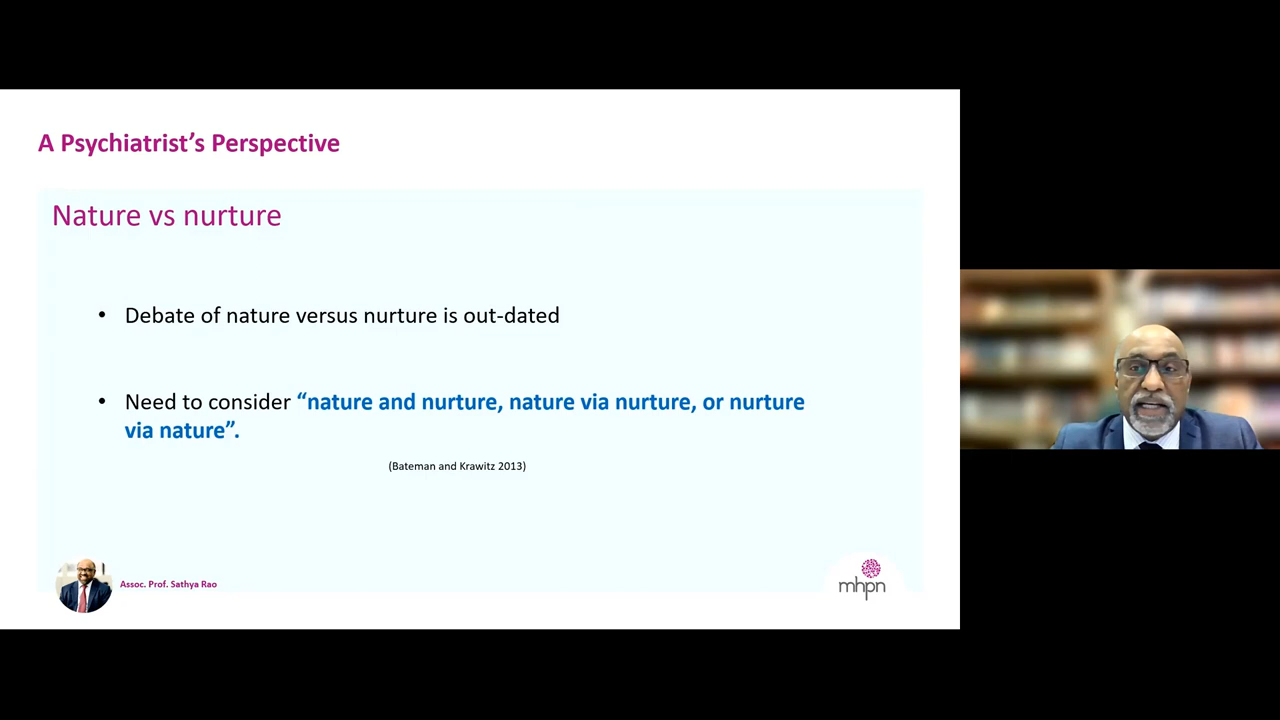 A Psychiatrist’s Perspective
Nature vs nurture
• Debate of nature versus nurture is out-dated
• Need to consider “nature and nurture, nature via nurture, or nurture
via nature”.
(Bateman and Krawitz 2013)
Assoc. Prof. Sathya Rao
mhpn